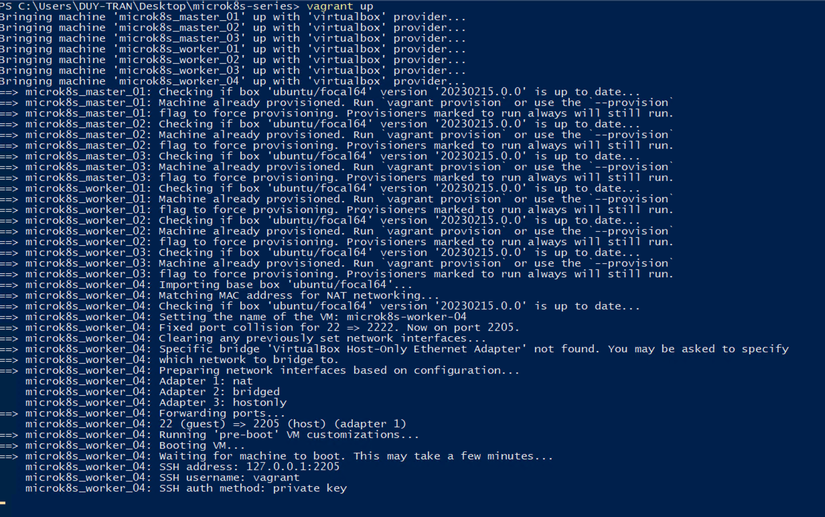 PS C:\Users\DUY-TRAN\Desktop\microk8s-series> vagrant up
Bringing machine 'microk8s_master_01' up with 'virtualbox' provider...
Bringing machine 'microk8s_master_02' up with 'virtualbox' provider...
Bringing machine 'microk8s_master_03' up with 'virtualbox' provider...
Bringing machine 'microk8s_worker_01' up with 'virtualbox' provider...
Bringing machine 'microk8s_worker_02' up with 'virtualbox' provider...
Bringing machine 'microk8s_worker_03' up with 'virtualbox' provider...
Bringing machine 'microk8s_worker_04' up with 'virtualbox' provider...
==> microk8s_master_01: Checking if box 'ubuntu/focal64' version '20230215.0.0' is up to date...
==> microk8s_master_01: Machine already provisioned. Run `vagrant provision` or use the `--provision`
==> microk8s_master_01: flag to force provisioning. Provisioners marked to run always will still run.
==> microk8s_master_02: Checking if box 'ubuntu/focal64' version '20230215.0.0' is up to date...
==> microk8s_master_02: Machine already provisioned. Run `vagrant provision` or use the `--provision`
==> microk8s_master_02: flag to force provisioning. Provisioners marked to run always will still run.
==> microk8s_master_03: Checking if box 'ubuntu/focal64' version '20230215.0.0' is up to date...
==> microk8s_master_03: Machine already provisioned. Run `vagrant provision` or use the `--provision`
==> microk8s_master_03: flag to force provisioning. Provisioners marked to run always will still run.
==> microk8s_worker_01: Checking if box 'ubuntu/focal64' version '20230215.0.0' is up to date...
==> microk8s_worker_01: Machine already provisioned. Run `vagrant provision` or use the `--provision`
==> microk8s_worker_01: flag to force provisioning. Provisioners marked to run always will still run.
==> microk8s_worker_02: Checking if box 'ubuntu/focal64' version '20230215.0.0' is up to date...
==> microk8s_worker_02: Machine already provisioned. Run `vagrant provision` or use the `--provision`
==> microk8s_worker_02: flag to force provisioning. Provisioners marked to run always will still run.
==> microk8s_worker_03: Checking if box 'ubuntu/focal64' version '20230215.0.0' is up to date...
==> microk8s_worker_03: Machine already provisioned. Run `vagrant provision` or use the `--provision`
==> microk8s_worker_03: flag to force provisioning. Provisioners marked to run always will still run.
==> microk8s_worker_04: Importing base box 'ubuntu/focal64'...
==> microk8s_worker_04: Matching MAC address for NAT networking...
==> microk8s_worker_04: Checking if box 'ubuntu/focal64' version '20230215.0.0' is up to date...
==> microk8s_worker_04: Setting the name of the VM: microk8s-worker-04
==> microk8s_worker_04: Fixed port collision for 22 => 2222. Now on port 2205.
==> microk8s_worker_04: Clearing any previously set network interfaces...
==> microk8s_worker_04: Specific bridge 'VirtualBox Host-Only Ethernet Adapter' not found. You may be asked to specify
==> microk8s_worker_04: which network to bridge to.
==> microk8s_worker_04: Preparing network interfaces based on configuration...
    microk8s_worker_04: Adapter 1: nat
    microk8s_worker_04: Adapter 2: bridged
    microk8s_worker_04: Adapter 3: hostonly
==> microk8s_worker_04: Forwarding ports...
    microk8s_worker_04: 22 (guest) => 2205 (host) (adapter 1)
==> microk8s_worker_04: Running 'pre-boot' VM customizations...
==> microk8s_worker_04: Booting VM...
==> microk8s_worker_04: Waiting for machine to boot. This may take a few minutes...
    microk8s_worker_04: SSH address: 127.0.0.1:2205
    microk8s_worker_04: SSH username: vagrant
    microk8s_worker_04: SSH auth method: private key